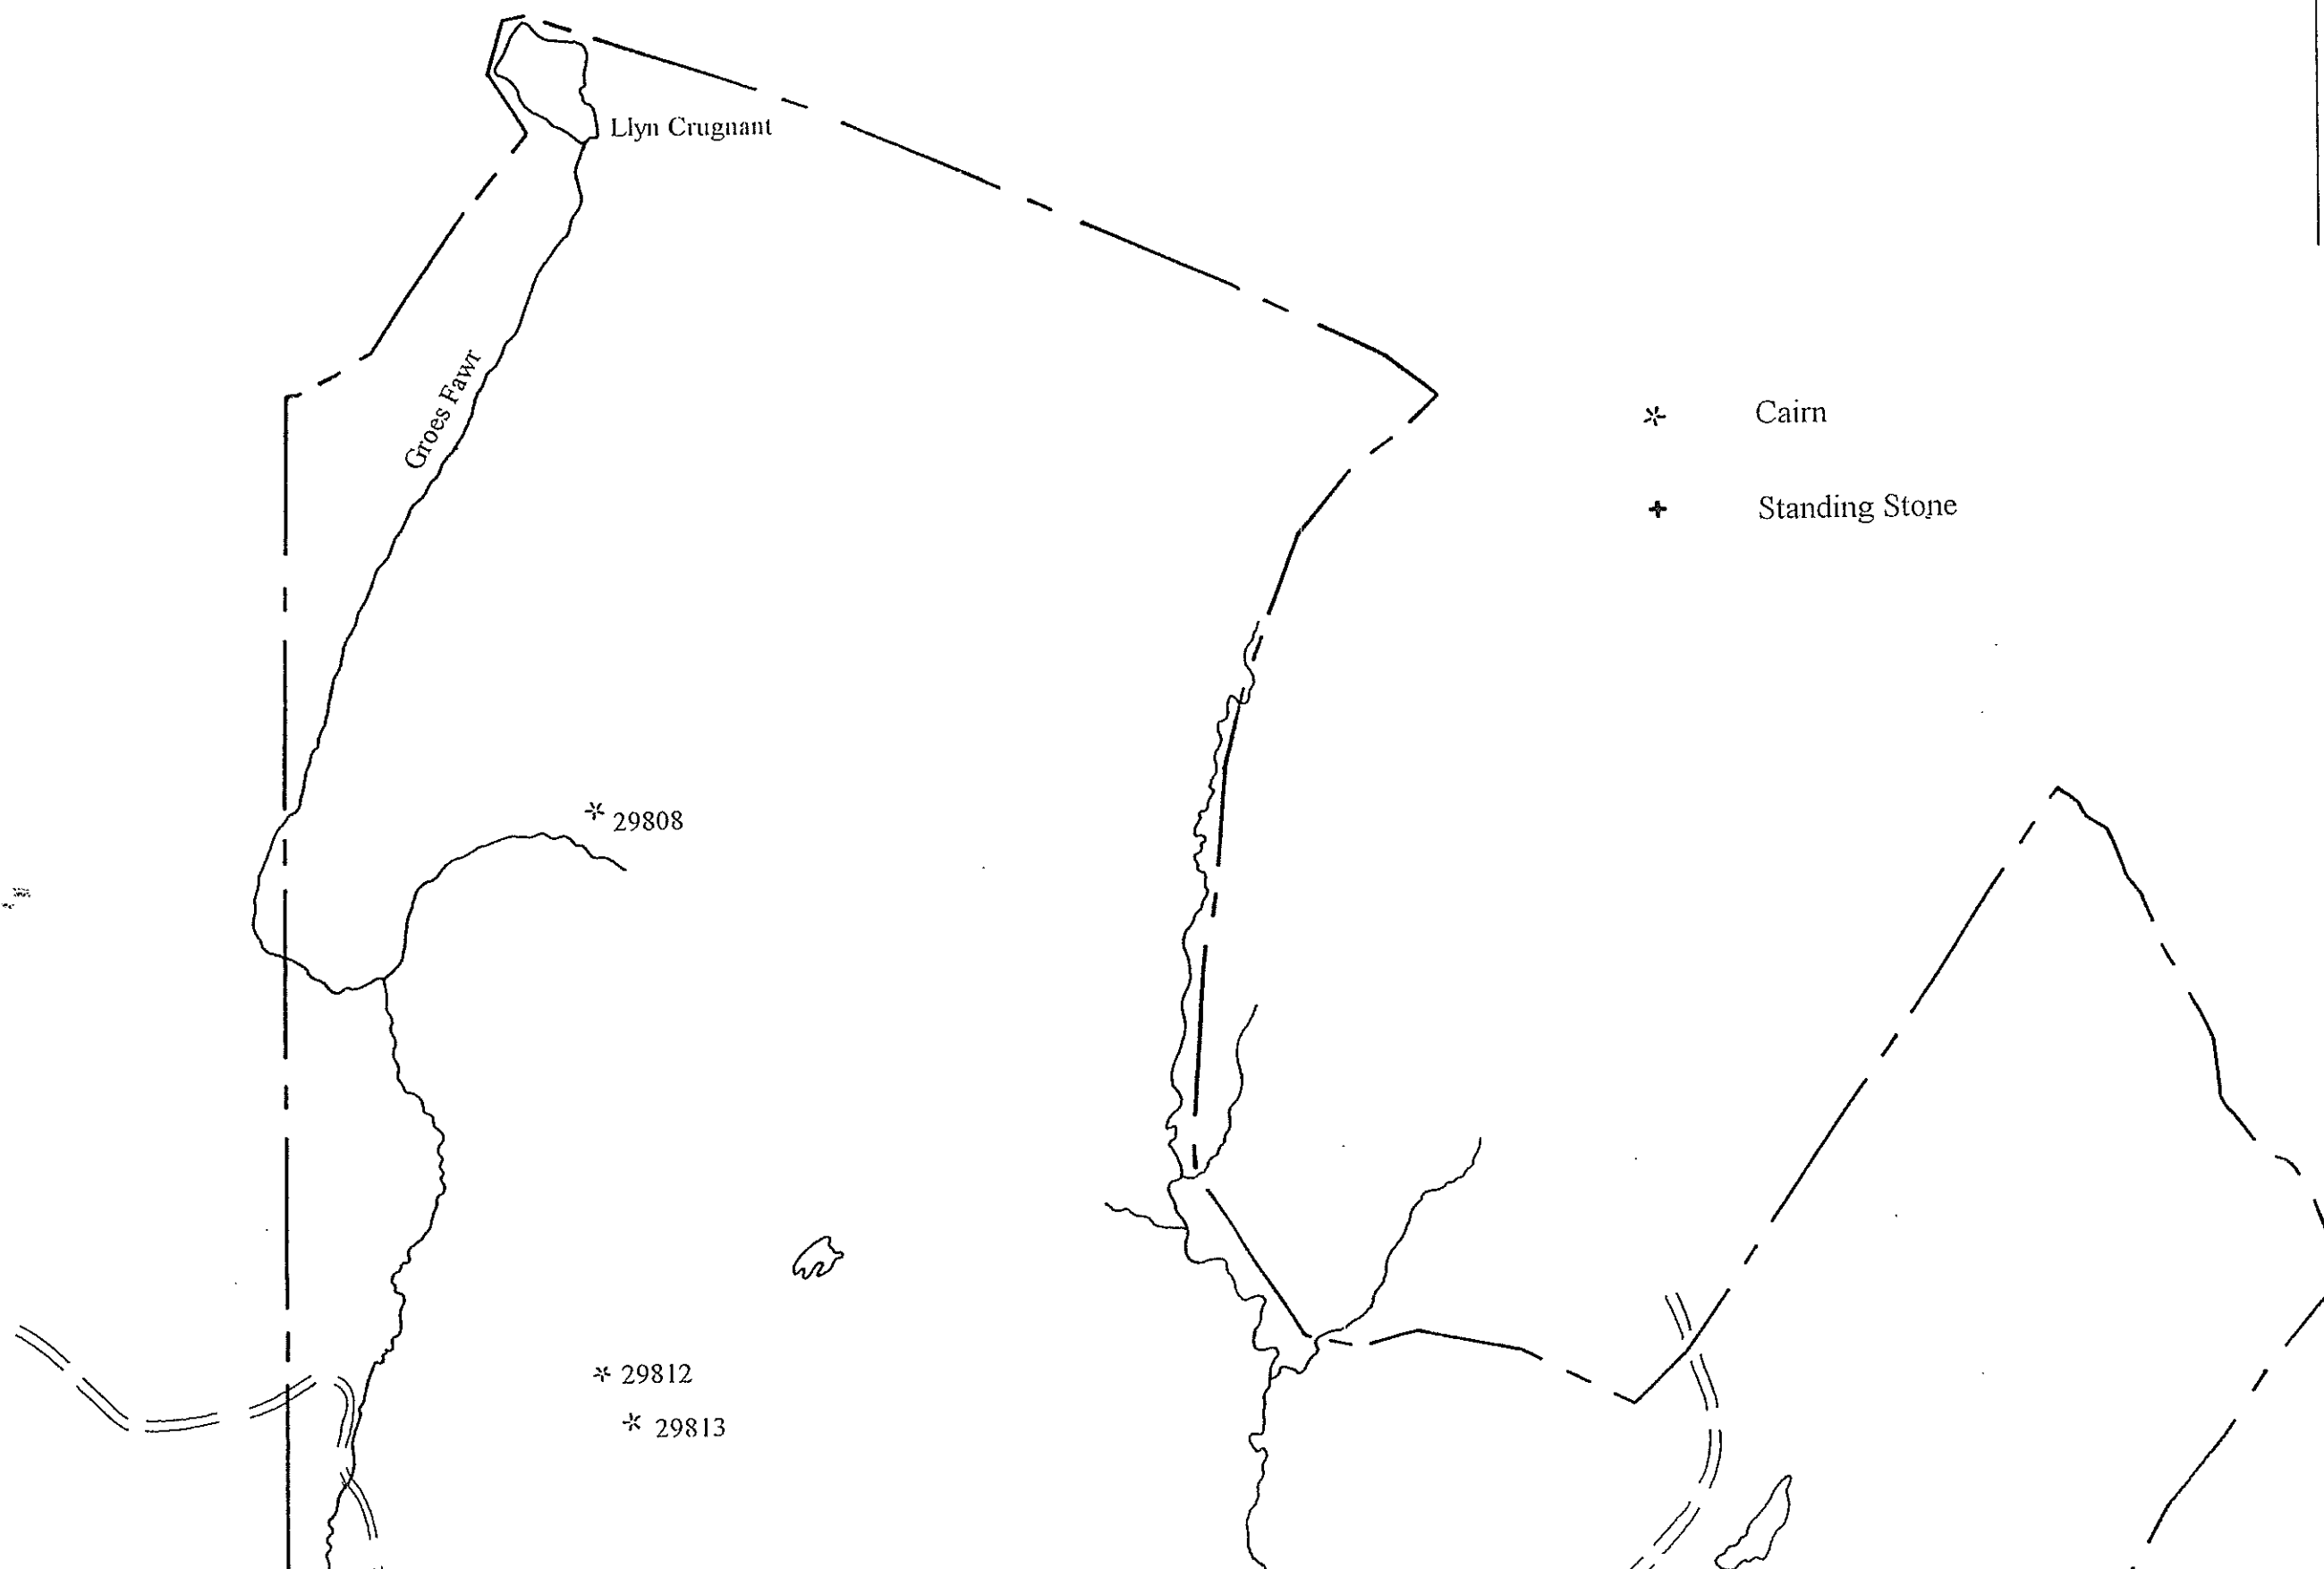 Llyn Crugnant
Groes Fawr
Cairn
Standing Stone
29808
29812
29813